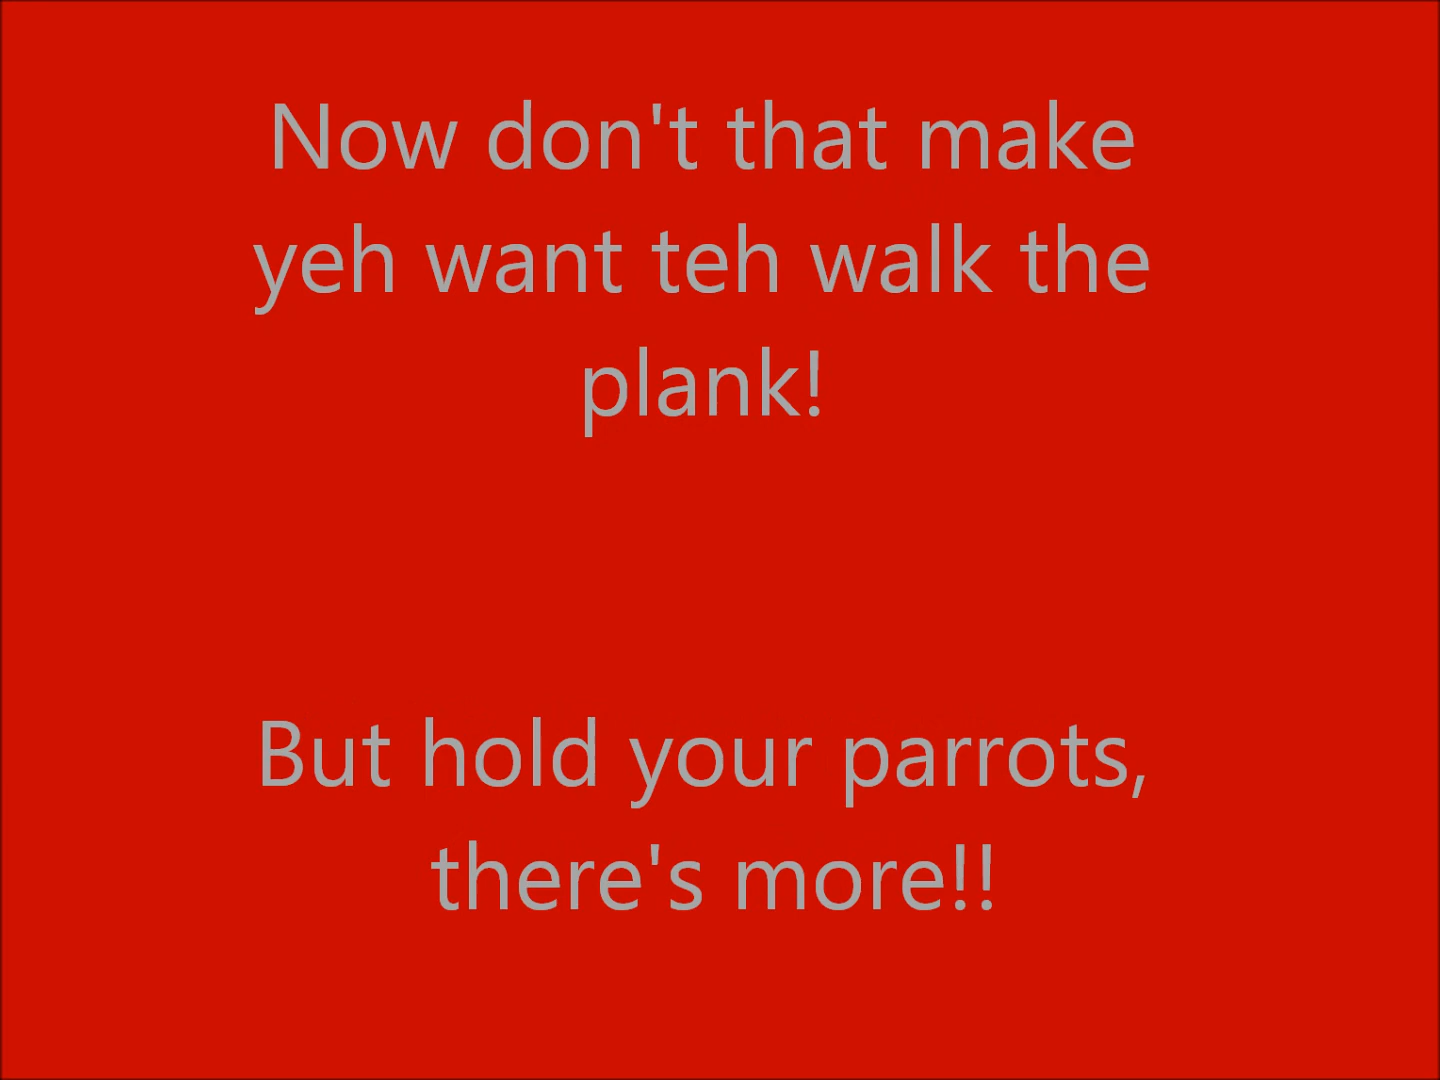 Now don't that make
yeh want teh walk the
plank!
But hold your parrots,
there's more!!